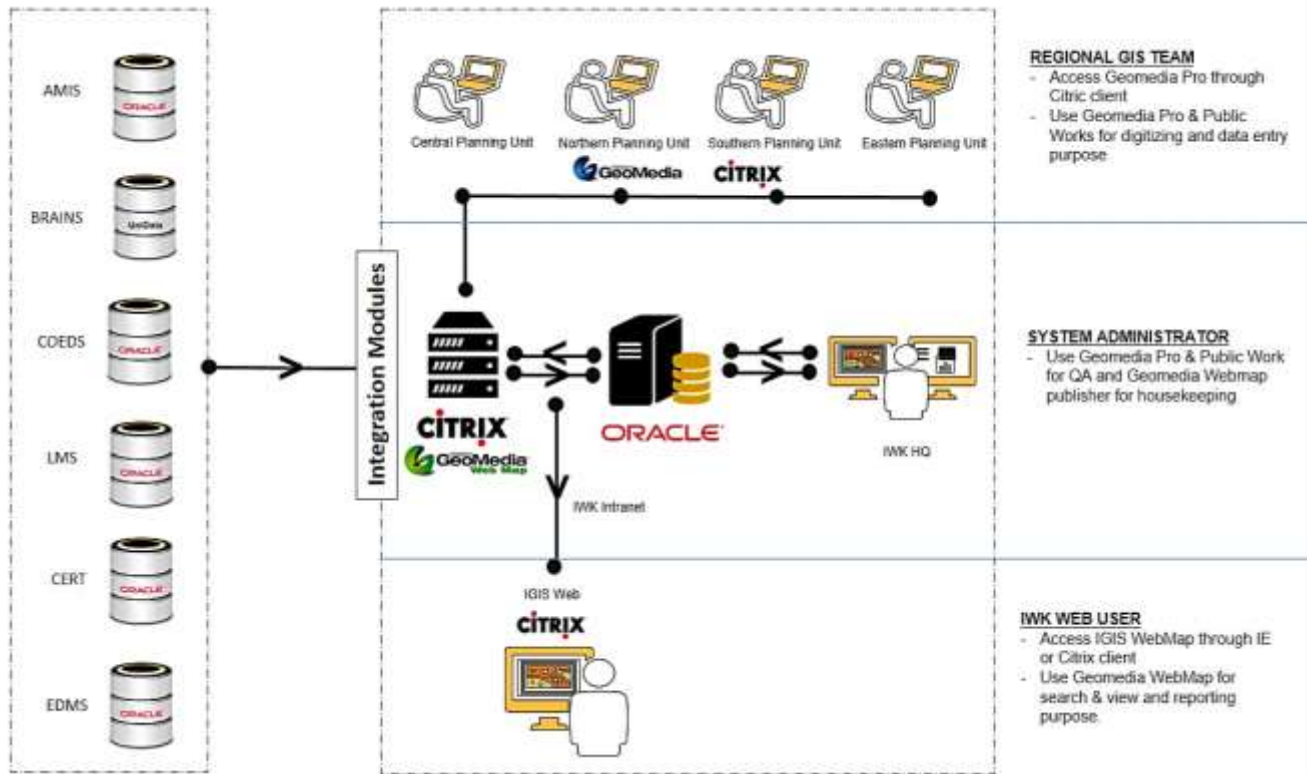 AMIS
ORACLE
BRAINS
UniData
COEDS
ORACLE
LMS
ORACLE
CERT
ORACLE
EDMS
ORACLE
Integration Modules
Central Planning Unit
Northern Planning Unit
Southern Planning Unit
Eastern Planning Unit
GeoMedia
CiTRIX
CiTRIX
GeoMedia
Web Map
ORACLE
IWK HQ
IWK Intranet
IGIS Web
CiTRIX
REGIONAL GIS TEAM
- Access Geomedia Pro through
Citric client
- Use Geomedia Pro & Public
Works for digitizing and data entry
purpose
SYSTEM ADMINISTRATOR
- Use Geomedia Pro & Public Work
for QA and Geomedia Webmap
publisher for housekeeping
IWK WEB USER
- Access IGIS WebMap through IE
or Citrix client
- Use Geomedia WebMap for
search & view and reporting
purpose.